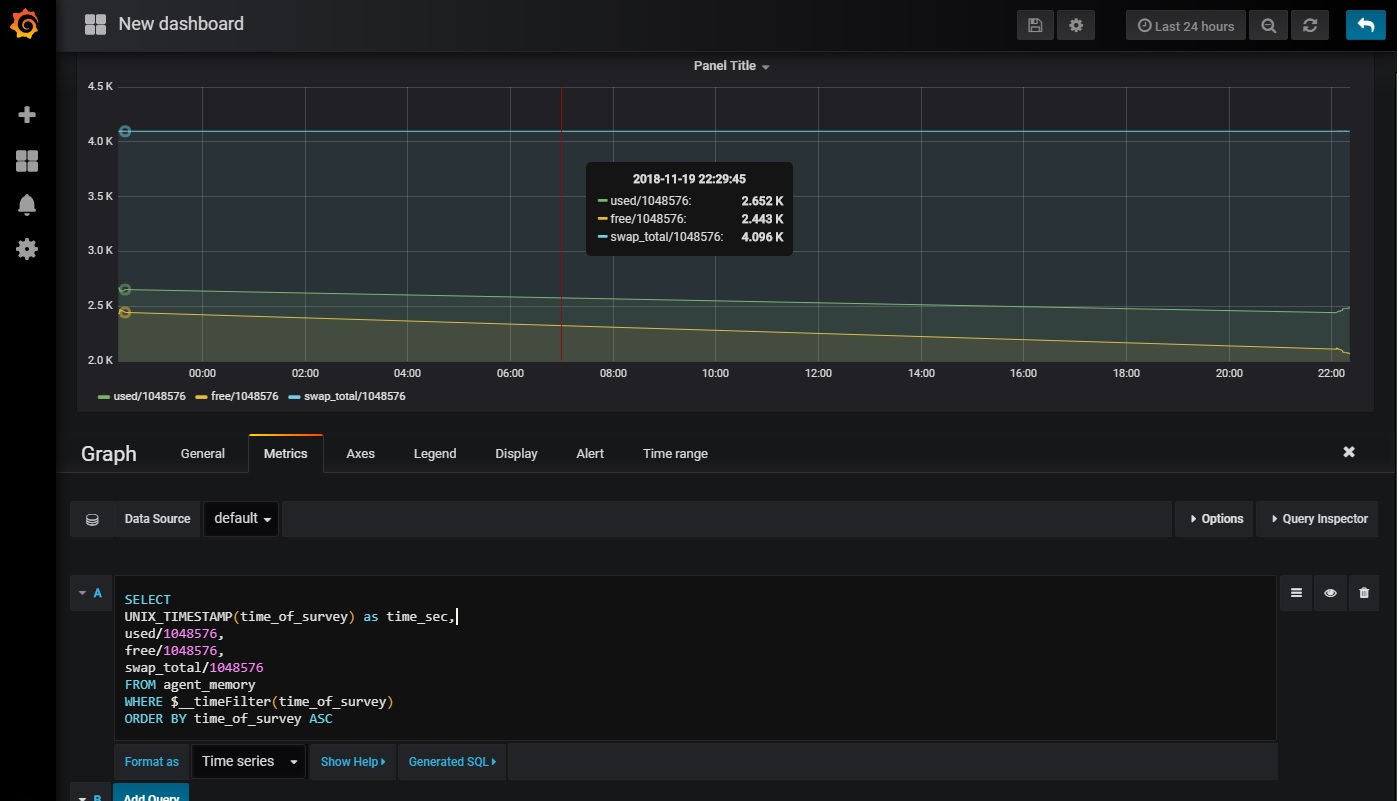 New dashboard
Last 24 hours
Panel Title
4.5 K
4.0 K
3.5 K
3.0 K
2.5 K
2.0 K
2018-11-19 22:29:45
used/1048576: 2.652 K
free/1048576: 2.443 K
swap_total/1048576: 4.096 K
00:00 02:00 04:00 06:00 08:00 10:00 12:00 14:00 16:00 18:00 20:00 22:00
used/1048576 free/1048576 swap_total/1048576
Graph General Metrics Axes Legend Display Alert Time range
Data Source default Options Query Inspector
A
SELECT
UNIX_TIMESTAMP(time_of_survey) as time_sec,
used/1048576,
free/1048576,
swap_total/1048576
FROM agent_memory
WHERE $__timeFilter(time_of_survey)
ORDER BY time_of_survey ASC
Format as Time series Show Help Generated SQL
B Add Query